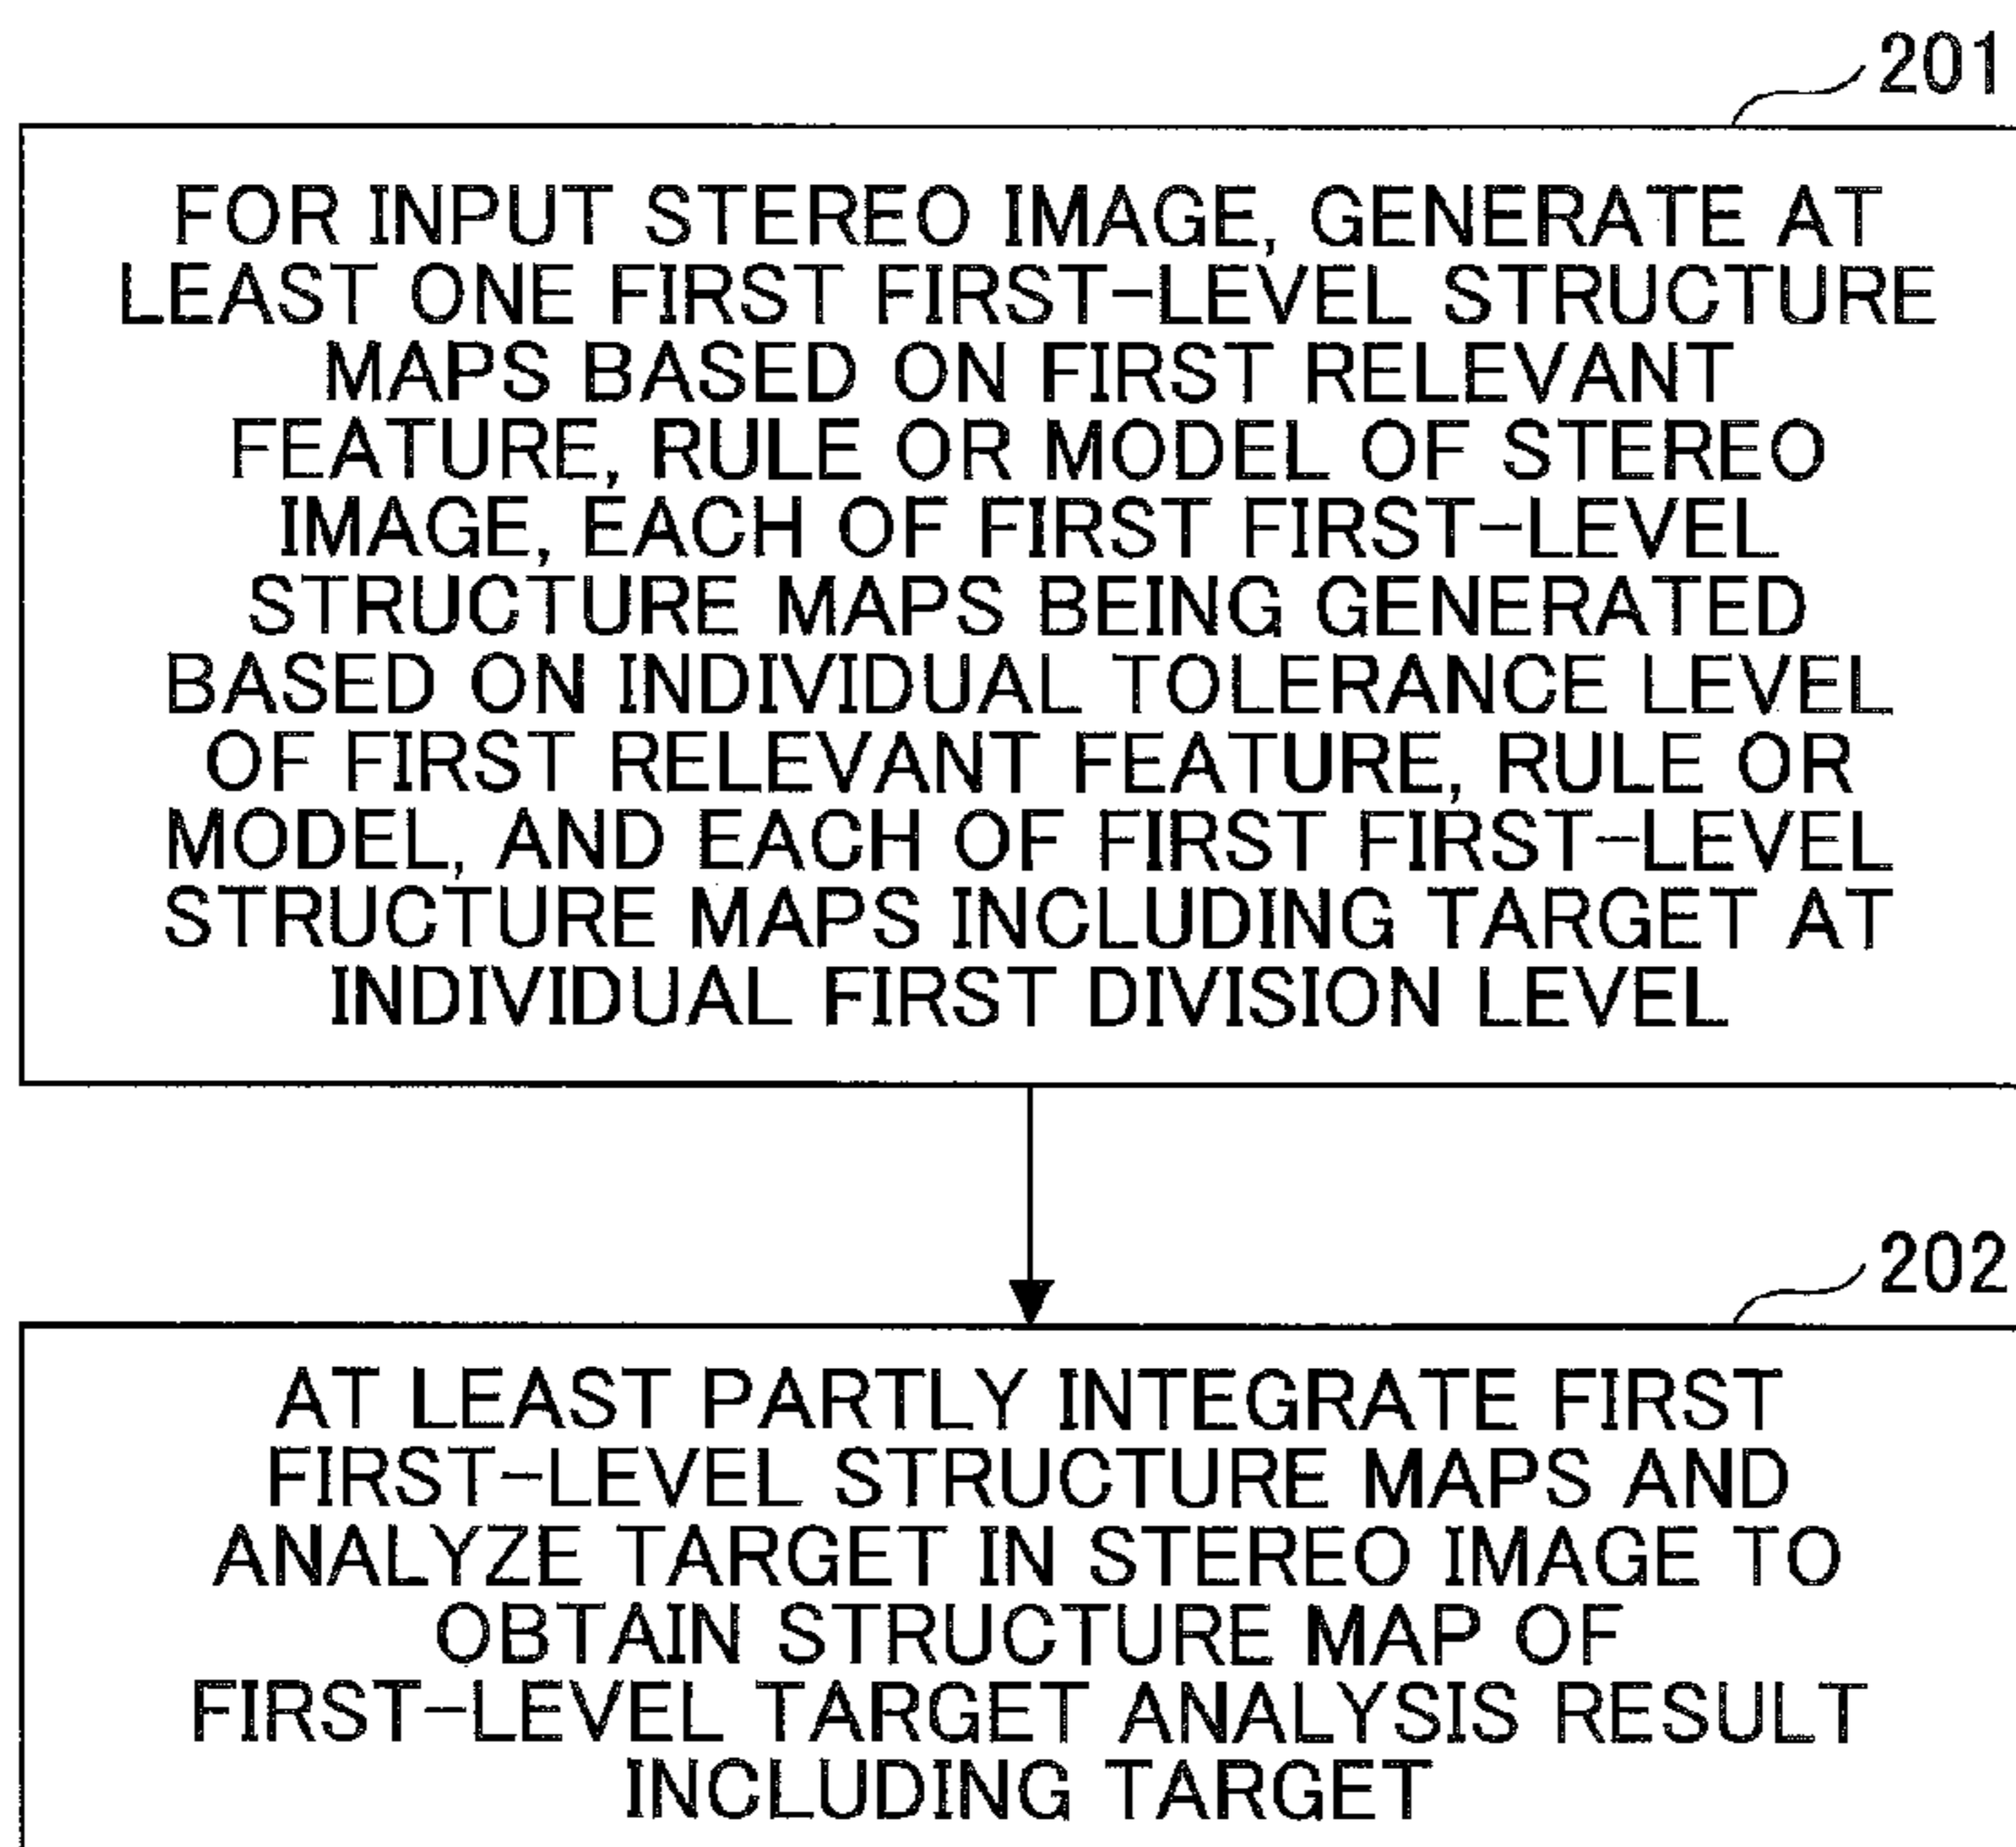 201
FOR INPUT STEREO IMAGE, GENERATE AT
LEAST ONE FIRST FIRST-LEVEL STRUCTURE
MAPS BASED ON FIRST RELEVANT
FEATURE, RULE OR MODEL OF STEREO
IMAGE, EACH OF FIRST FIRST-LEVEL
STRUCTURE MAPS BEING GENERATED
BASED ON INDIVIDUAL TOLERANCE LEVEL
OF FIRST RELEVANT FEATURE, RULE OR
MODEL, AND EACH OF FIRST FIRST-LEVEL
STRUCTURE MAPS INCLUDING TARGET AT
INDIVIDUAL FIRST DIVISION LEVEL
202
AT LEAST PARTLY INTEGRATE FIRST
FIRST-LEVEL STRUCTURE MAPS AND
ANALYZE TARGET IN STEREO IMAGE TO
OBTAIN STRUCTURE MAP OF
FIRST-LEVEL TARGET ANALYSIS RESULT
INCLUDING TARGET